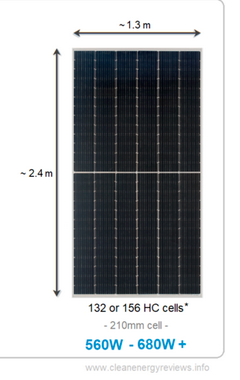 ~ 1.3 m
~ 2.4 m
132 or 156 HC cells*
- 210mm cell -
560W - 680W +
www.cleanenergyreviews.info